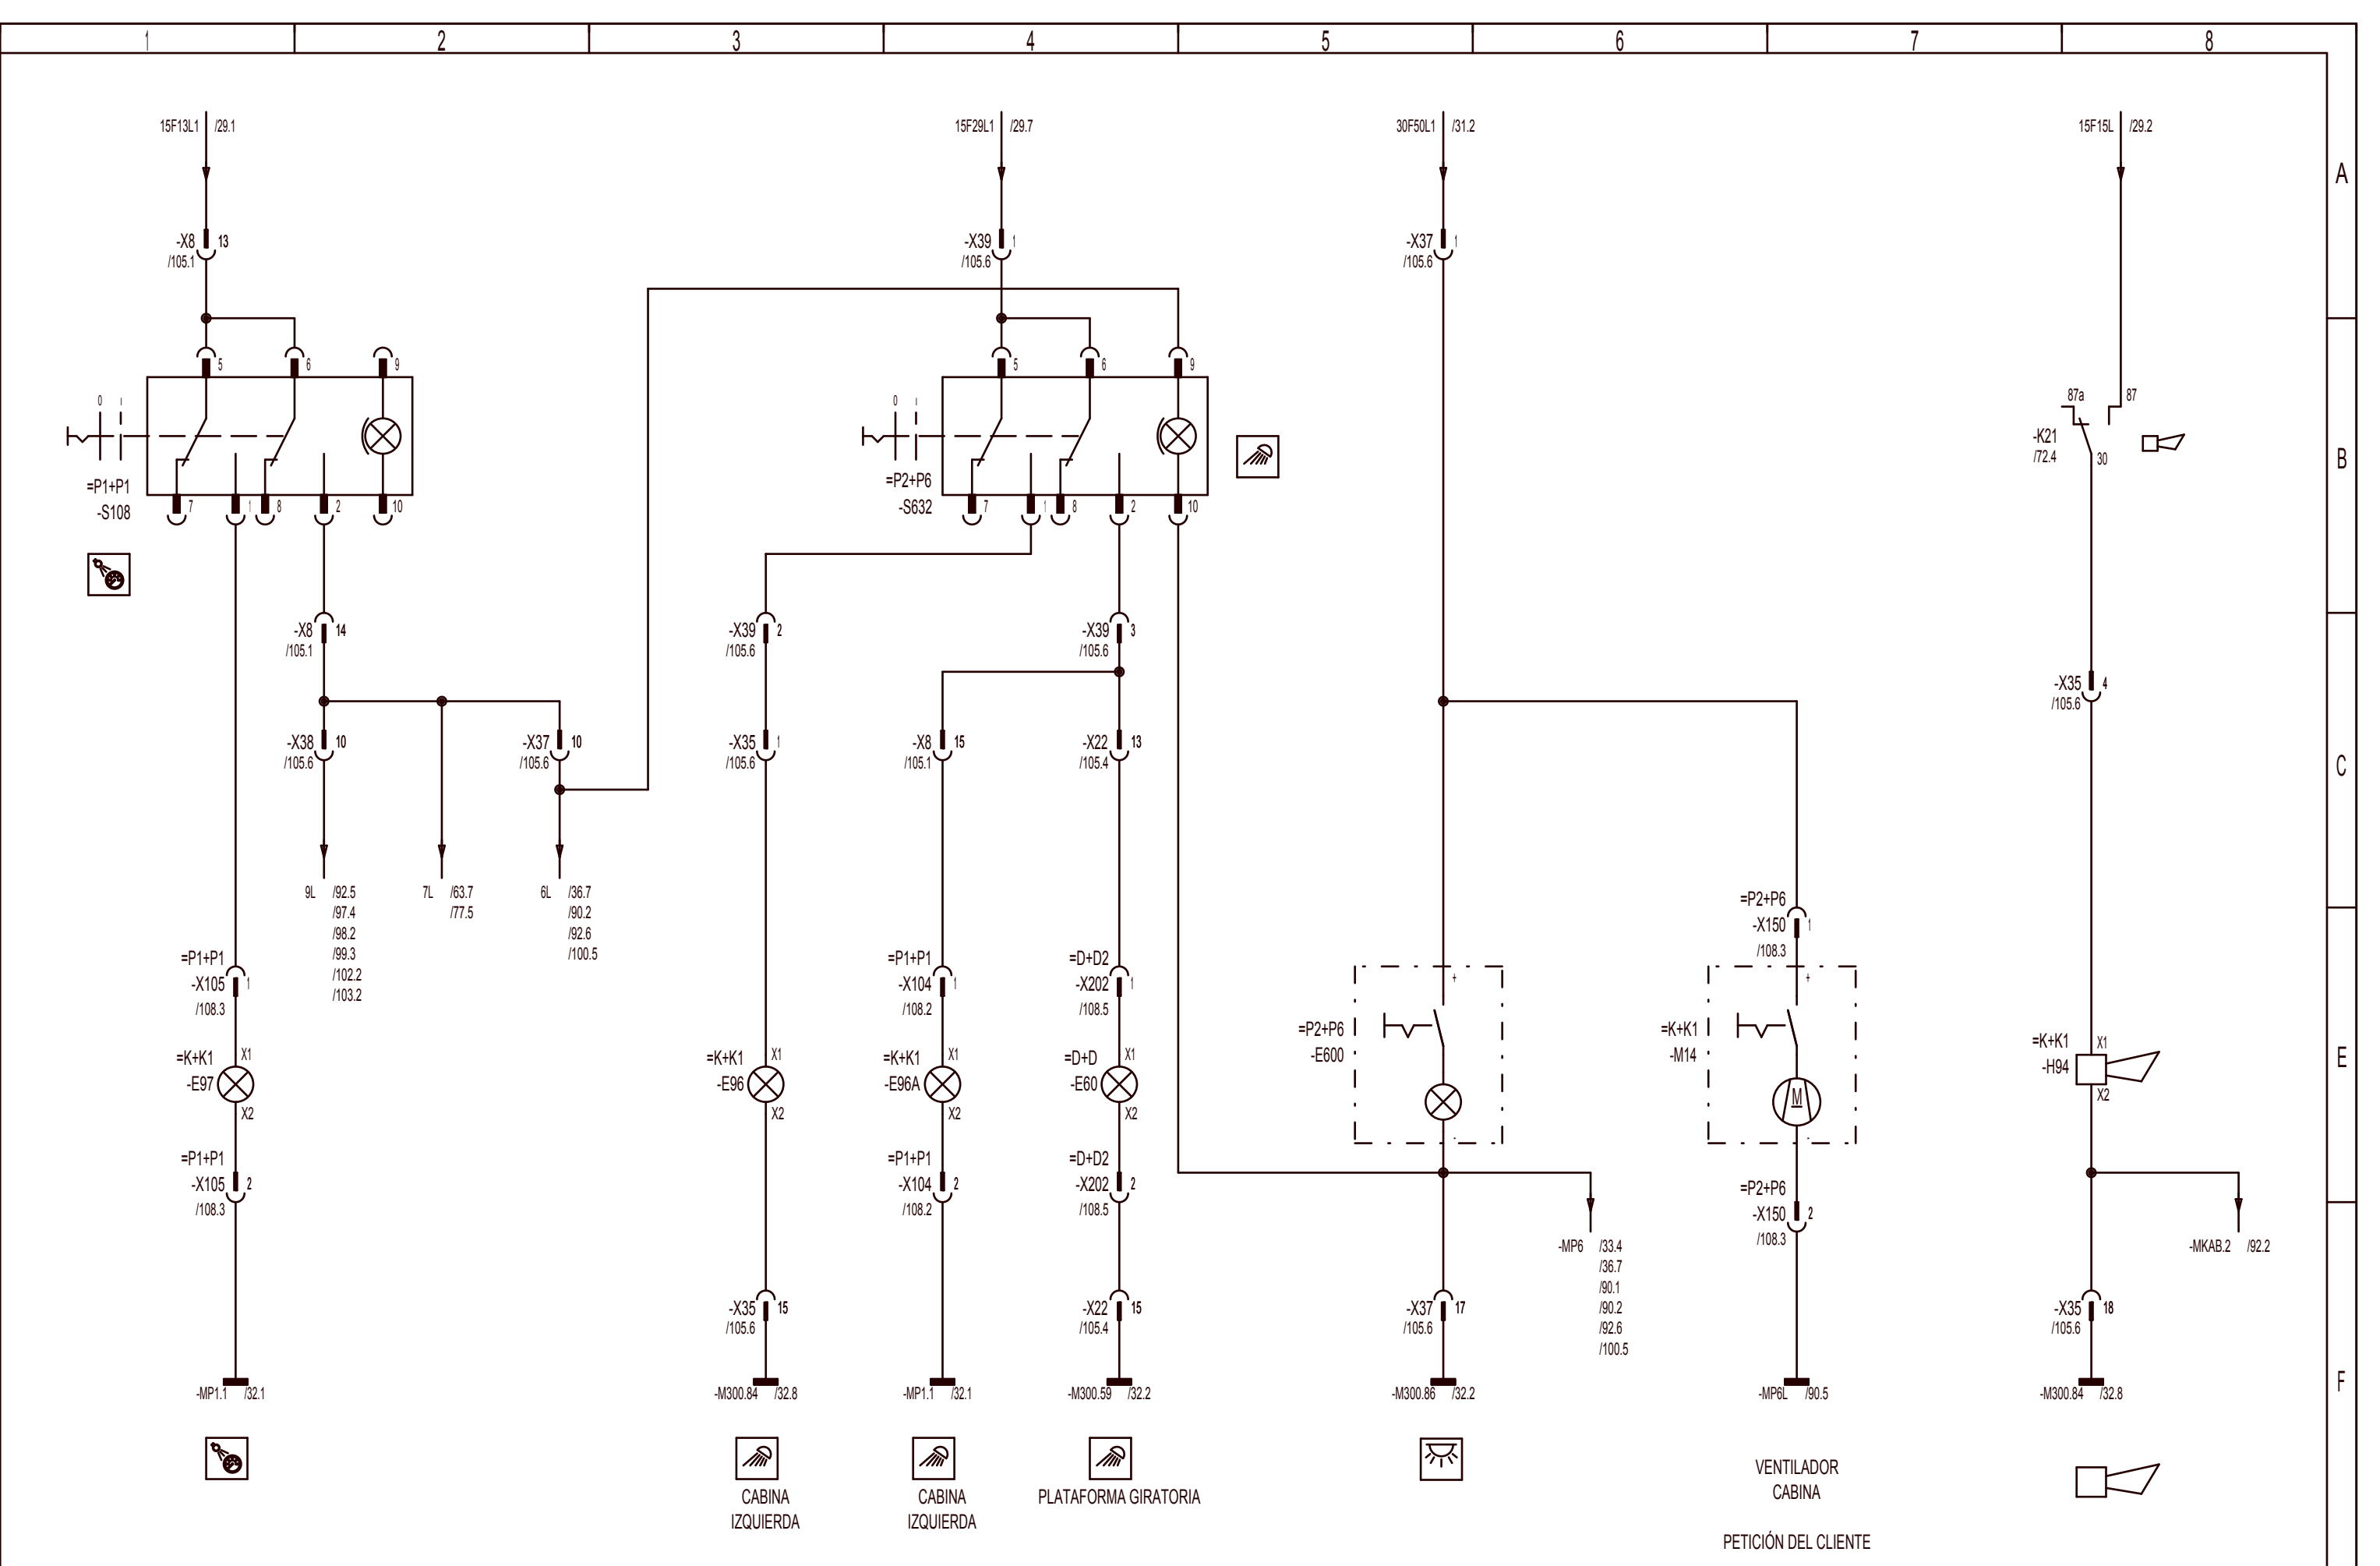 1 2 3 4 5 6 7 8
15F13L1 /29.1
15F29L1 /29.7
30F50L1 /31.2
15F15L /29.2
A
-X8 13
/105.1
-X39 1
/105.6
-X37 1
/105.6
5 6 9
5 6 9
0 I
0 I
87a 87
-K21
/72.4
30
B
=P1+P1
-S108
7 1 8 2 10
=P2+P6
-S632
7 1 8 2 10
-X8 14
/105.1
-X39 2
/105.6
-X39 3
/105.6
-X35 4
/105.6
-X38 10
/105.6
-X37 10
/105.6
-X35 1
/105.6
-X8 15
/105.1
-X22 13
/105.4
C
9L /92.5
/97.4
/98.2
/99.3
/102.2
/103.2
7L /63.7
/77.5
6L /36.7
/90.2
/92.6
/100.5
=P2+P6
-X150 1
/108.3
=P1+P1
-X105 1
/108.3
=P1+P1
-X104 1
/108.2
=D+D2
-X202 1
/108.5
+
+
=K+K1
-E97
X1
X2
=K+K1
-E96
X1
X2
=K+K1
-E96A
X1
X2
=D+D
-E60
X1
X2
=P2+P6
-E600
=K+K1
-M14
M
=K+K1
-H94
X1
X2
E
=P1+P1
-X105 2
/108.3
=P1+P1
-X104 2
/108.2
=D+D2
-X202 2
/108.5
=P2+P6
-X150 2
/108.3
-MP6 /33.4
/36.7
/90.1
/90.2
/92.6
/100.5
-MKAB.2 /92.2
-X35 15
/105.6
-X22 15
/105.4
-X37 17
/105.6
-X35 18
/105.6
F
-MP1.1 /32.1
-M300.84 /32.8
-MP1.1 /32.1
-M300.59 /32.2
-M300.86 /32.2
-MP6L /90.5
-M300.84 /32.8
CABINA
IZQUIERDA
CABINA
IZQUIERDA
PLATAFORMA GIRATORIA
VENTILADOR
CABINA
PETICIÓN DEL CLIENTE